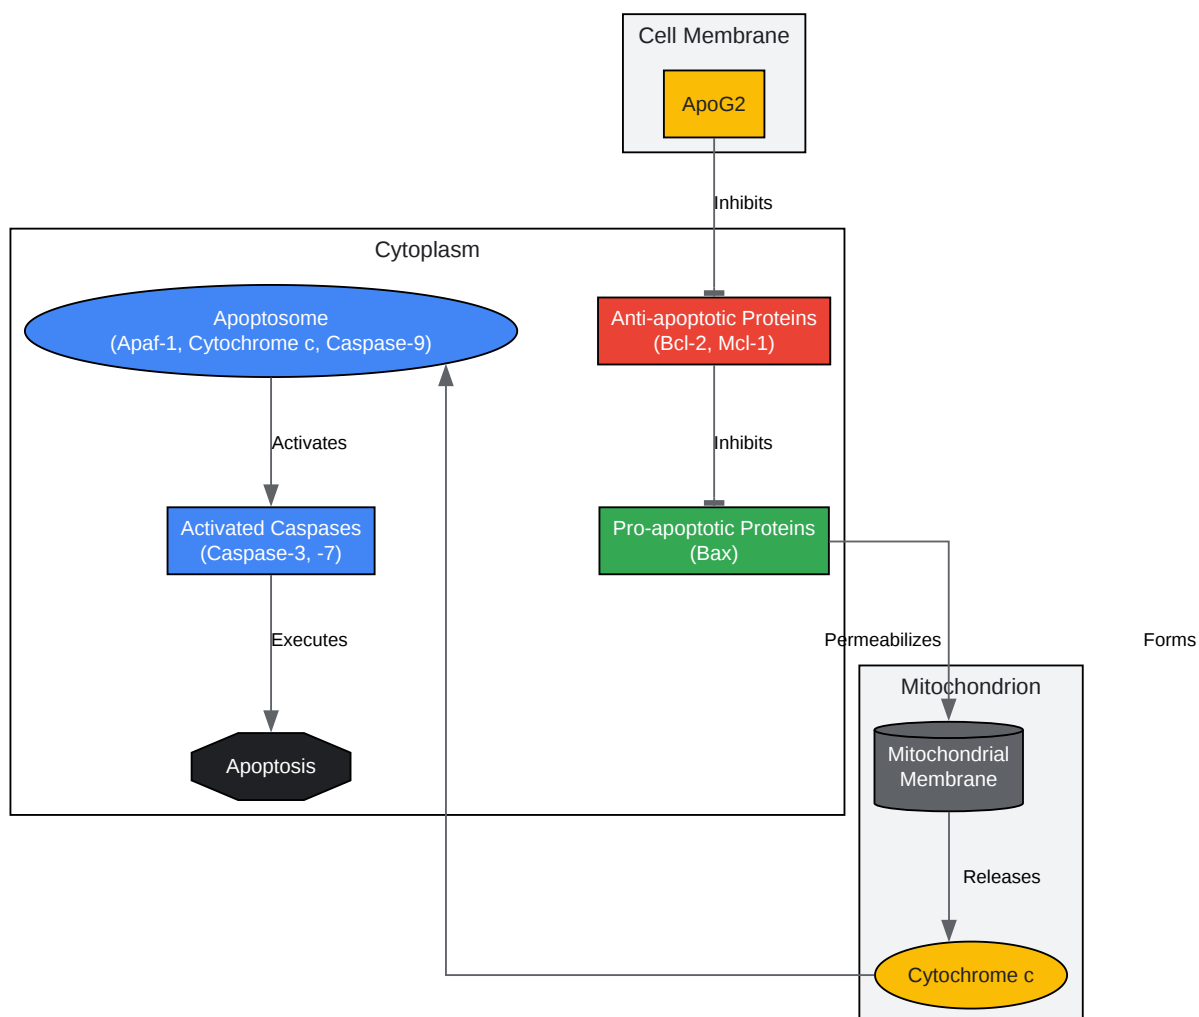 Cell Membrane
ApoG2
Inhibits
Cytoplasm
Apoptosome
(Apaf-1, Cytochrome c, Caspase-9)
Anti-apoptotic Proteins
(Bcl-2, Mcl-1)
Activates
Inhibits
Activated Caspases
(Caspase-3, -7)
Pro-apoptotic Proteins
(Bax)
Executes
Permeabilizes
Forms
Mitochondrion
Apoptosis
Mitochondrial
Membrane
Releases
Cytochrome c